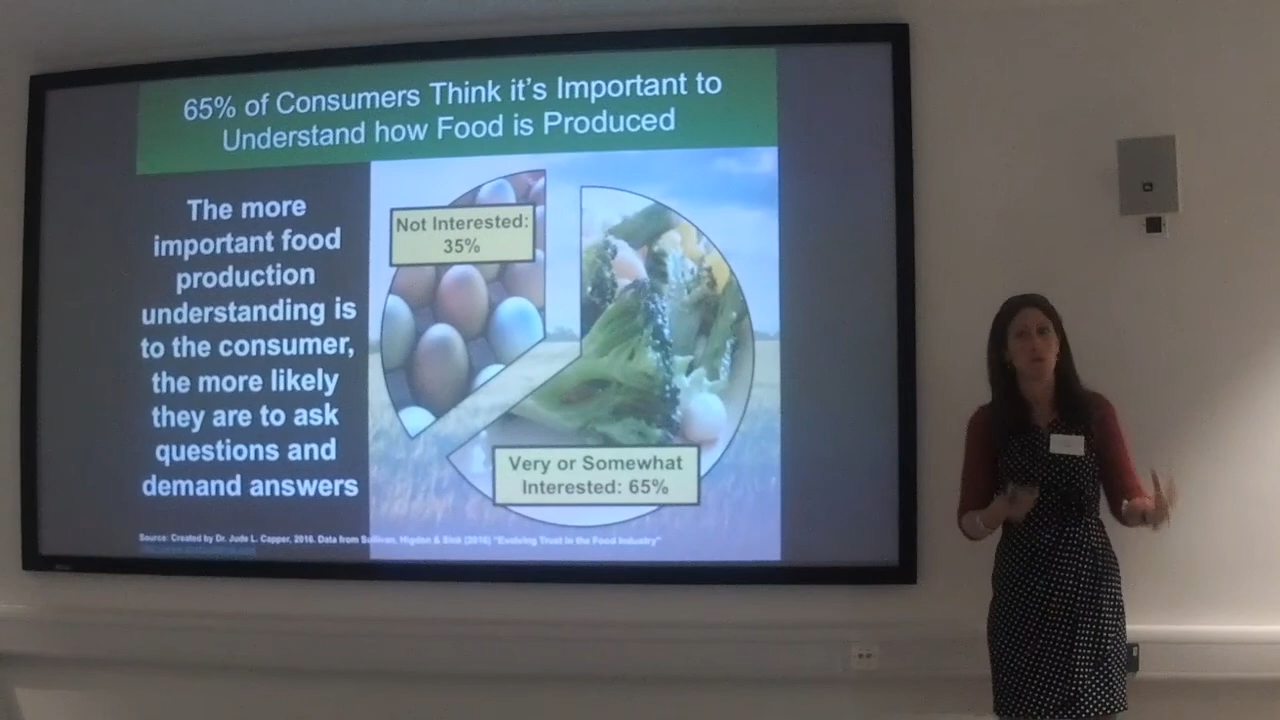 65% of Consumers Think it's Important to
Understand how Food is Produced
The more
important food
production
understanding is
to the consumer,
the more likely
they are to ask
questions and
demand answers
Not Interested:
35%
Very or Somewhat
Interested: 65%
Source: Created by Dr. Jude L. Capper, 2016. Data from Sullivan, Higdon & Sink (2016) "Evolving Trust in the Food Industry"